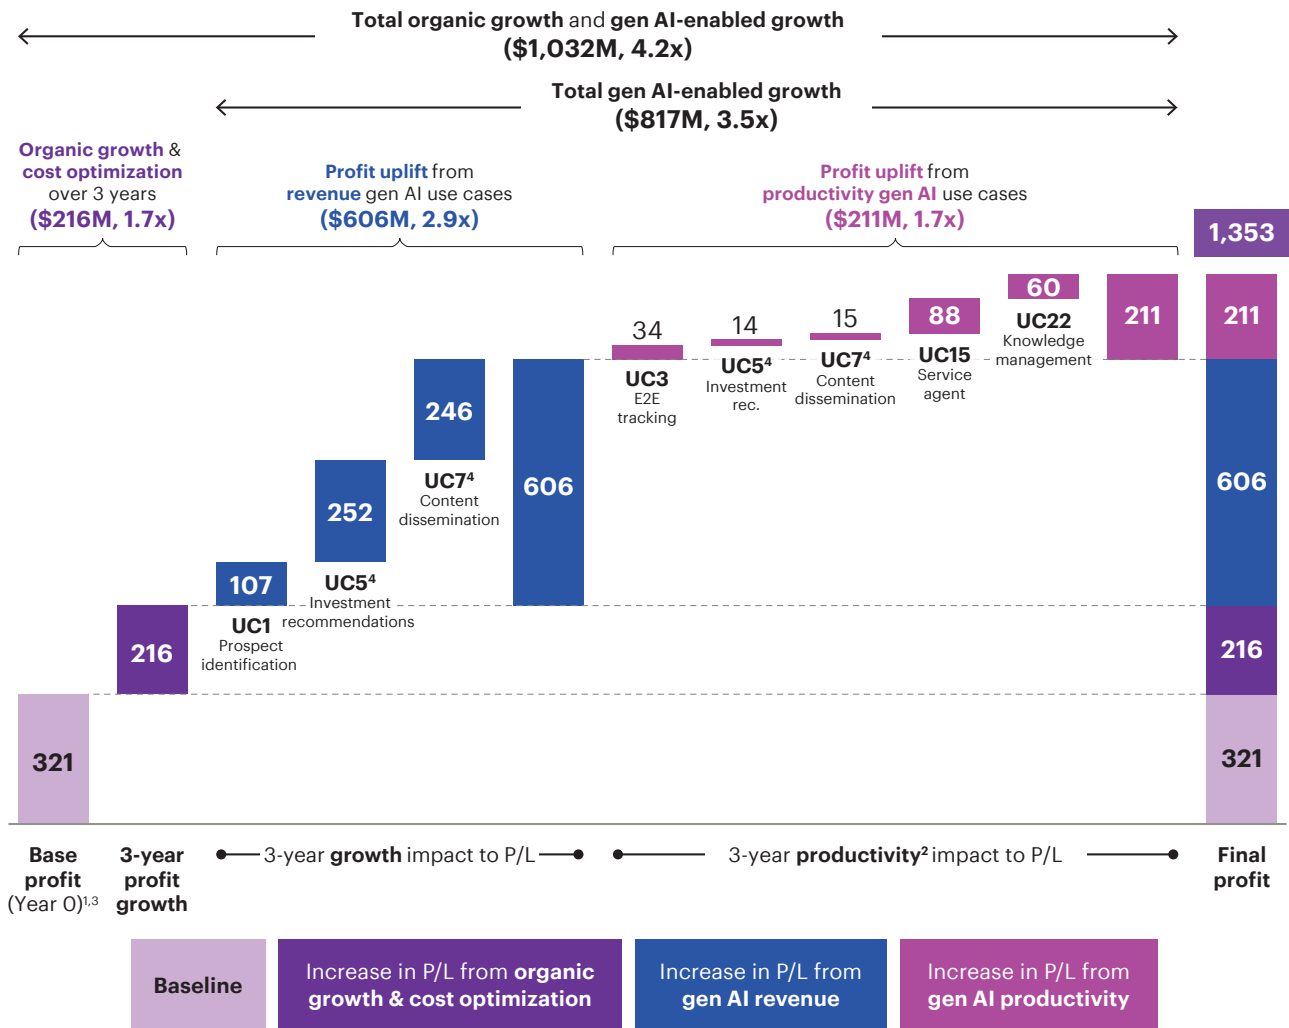 Total organic growth and gen AI-enabled growth
($1,032M, 4.2x)
Total gen AI-enabled growth
($817M, 3.5x)
Organic growth &
cost optimization
over 3 years
($216M, 1.7x)
Profit uplift from
revenue gen AI use cases
($606M, 2.9x)
Profit uplift from
productivity gen AI use cases
($211M, 1.7x)
1,353
321
216
107
UC1
Prospect
identification
252
UC5⁴
Investment
recommendations
246
UC7⁴
Content
dissemination
606
34
UC3
E2E
tracking
14
UC5⁴
Investment
rec.
15
UC7⁴
Content
dissemination
88
UC15
Service
agent
60
UC22
Knowledge
management
211
211
606
216
321
Base
profit
(Year 0)¹,³
3-year
profit
growth
3-year growth impact to P/L
3-year productivity² impact to P/L
Final
profit
Baseline
Increase in P/L from organic
growth & cost optimization
Increase in P/L from
gen AI revenue
Increase in P/L from
gen AI productivity